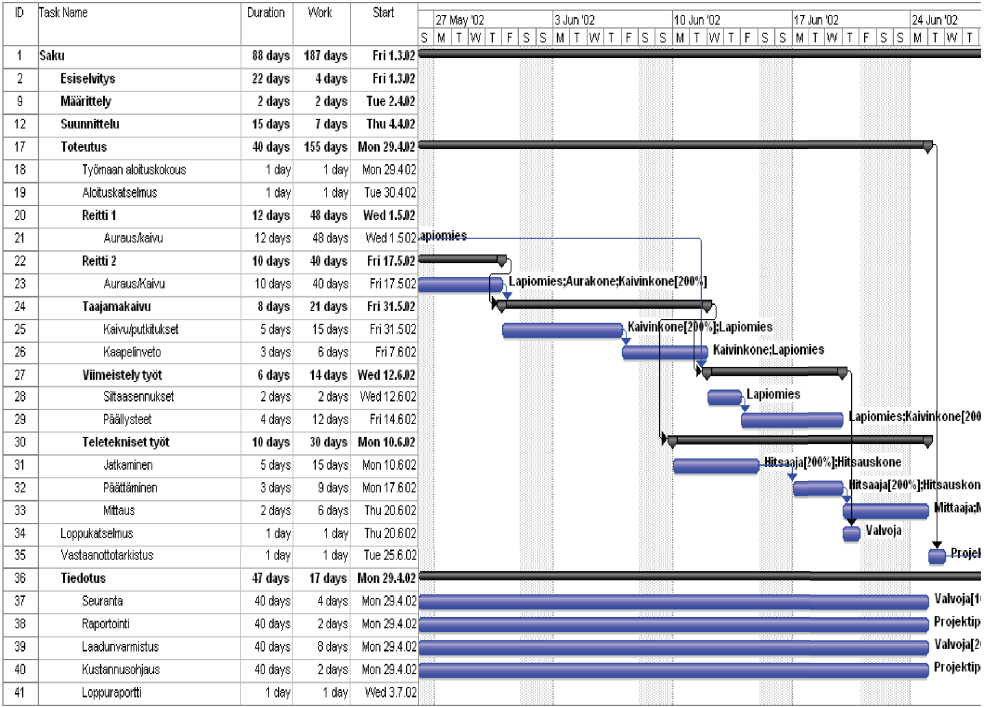 ID Task Name Duration Work Start 27 May '02 3 Jun '02 10 Jun '02 17 Jun '02 24 Jun '02
S M T W T F S S M T W T F S S M T W T F S S M T W T F S S M T W T
1 Saku 88 days 187 days Fri 1.3.02
2 Esiselvitys 22 days 4 days Fri 1.3.02
9 Määrittely 2 days 2 days Tue 2.4.02
12 Suunnittelu 15 days 7 days Thu 4.4.02
17 Toteutus 40 days 155 days Mon 29.4.02
18 Työmaan aloituskokous 1 day 1 day Mon 29.4.02
19 Aloituskatselmus 1 day 1 day Tue 30.4.02
20 Reitti 1 12 days 48 days Wed 1.5.02
21 Auraus/kaivu 12 days 48 days Wed 1.5.02 apiomies
22 Reitti 2 10 days 40 days Fri 17.5.02
23 Auraus/Kaivu 10 days 40 days Fri 17.5.02 Lapiomies;Aurakone;Kaivinkone[200%]
24 Taajamakaivu 8 days 21 days Fri 31.5.02
25 Kaivu/putkitukset 5 days 15 days Fri 31.5.02 Kaivinkone[200%];Lapiomies
26 Kaapelinveto 3 days 6 days Fri 7.6.02 Kaivinkone;Lapiomies
27 Viimeistely työt 6 days 14 days Wed 12.6.02
28 Siltaasennukset 2 days 2 days Wed 12.6.02 Lapiomies
29 Päällysteet 4 days 12 days Fri 14.6.02 Lapiomies;Kaivinkone[200
30 Teletekniset työt 10 days 30 days Mon 10.6.02
31 Jatkaminen 5 days 15 days Mon 10.6.02 Hitsaaja[200%];Hitsauskone
32 Päättäminen 3 days 9 days Mon 17.6.02 Hitsaaja[200%];Hitsauskon
33 Mittaus 2 days 6 days Thu 20.6.02 Mittaaja;M
34 Loppukatselmus 1 day 1 day Thu 20.6.02 Valvoja
35 Vastaanottotarkistus 1 day 1 day Tue 25.6.02 Projek
36 Tiedotus 47 days 17 days Mon 29.4.02
37 Seuranta 40 days 4 days Mon 29.4.02 Valvoja[10
38 Raportointi 40 days 2 days Mon 29.4.02 Projektip
39 Laadunvarmistus 40 days 8 days Mon 29.4.02 Valvoja[20
40 Kustannusohjaus 40 days 2 days Mon 29.4.02 Projektip
41 Loppuraportti 1 day 1 day Wed 3.7.02